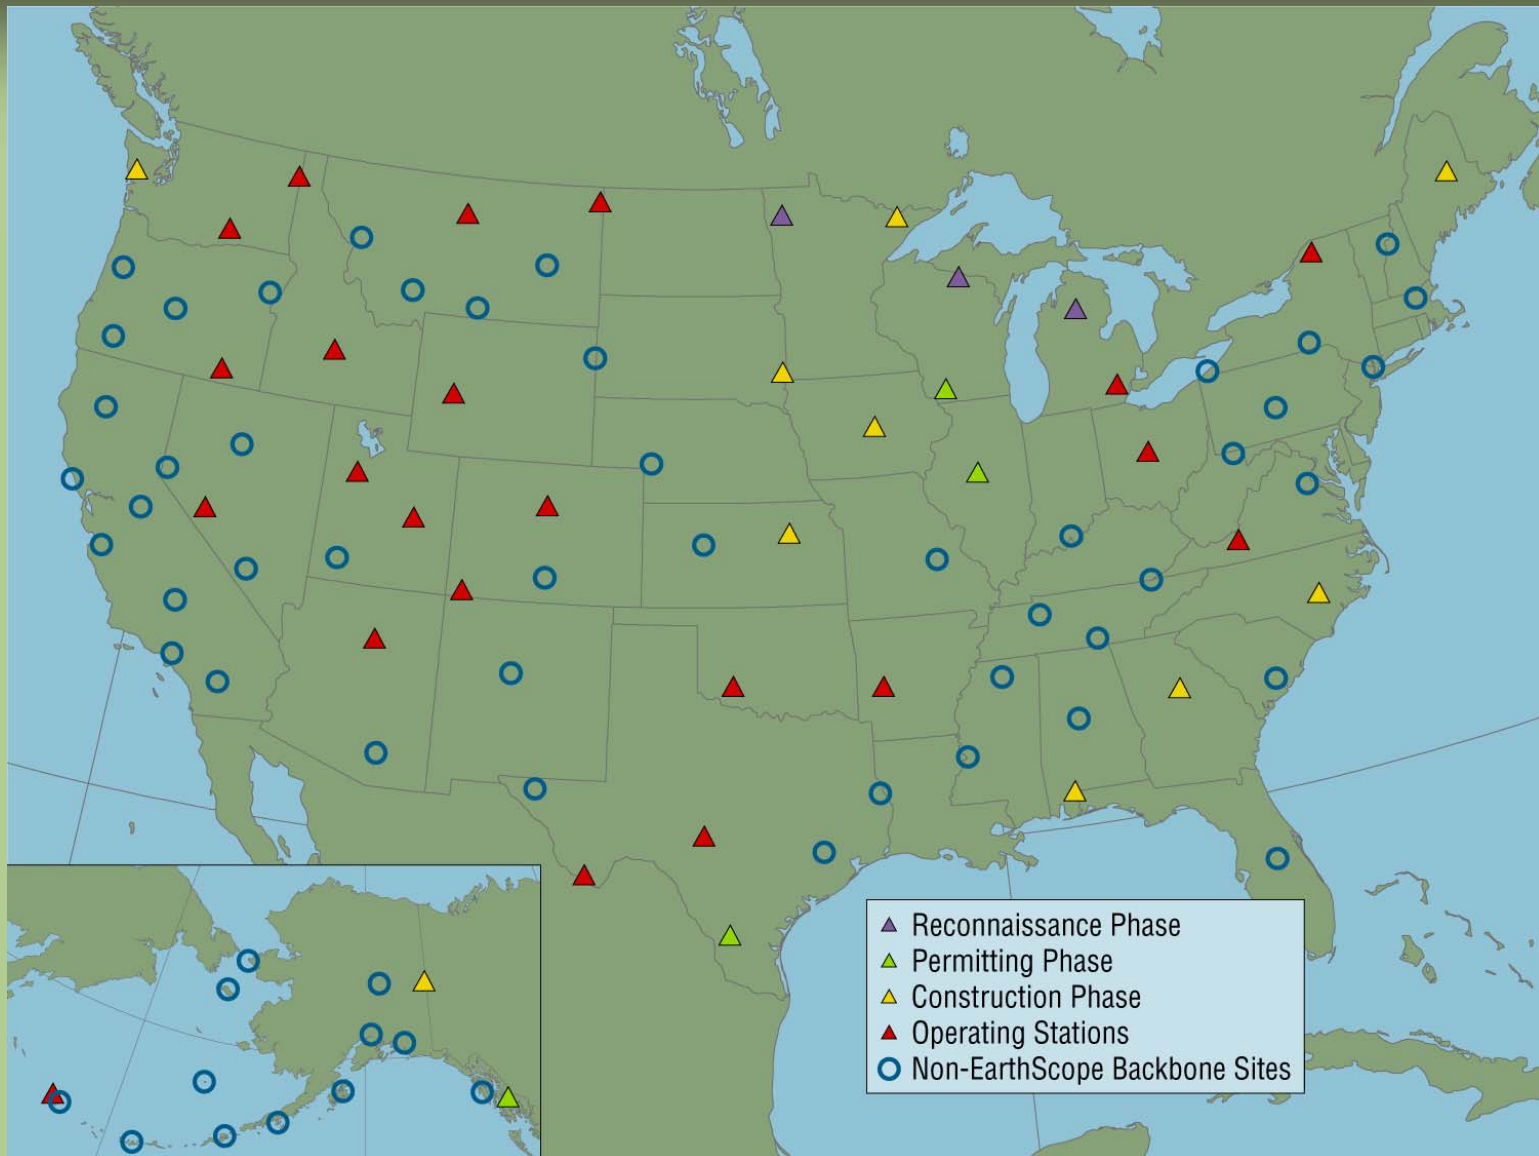 Reconnaissance Phase
Permitting Phase
Construction Phase
Operating Stations
Non-EarthScope Backbone Sites